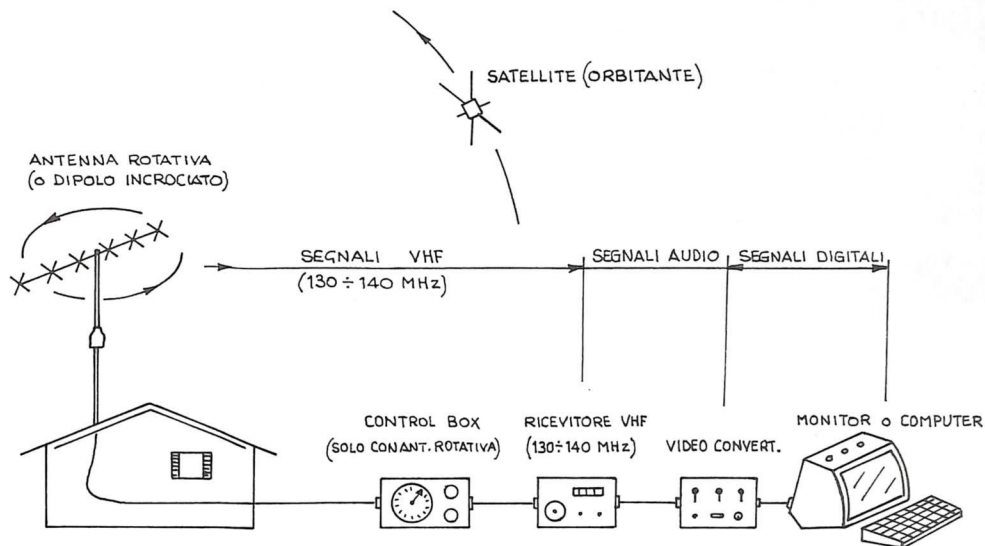 SATELLITE (ORBITANTE)
ANTENNA ROTATIVA
(O DIPOLO INCROCIATO)
SEGNALI VHF
(130÷140 MHz)
SEGNALI AUDIO
SEGNALI DIGITALI
CONTROL BOX
(SOLO CON ANT. ROTATIVA)
RICEVITORE VHF
(130÷140 MHz)
VIDEO CONVERT.
MONITOR o COMPUTER